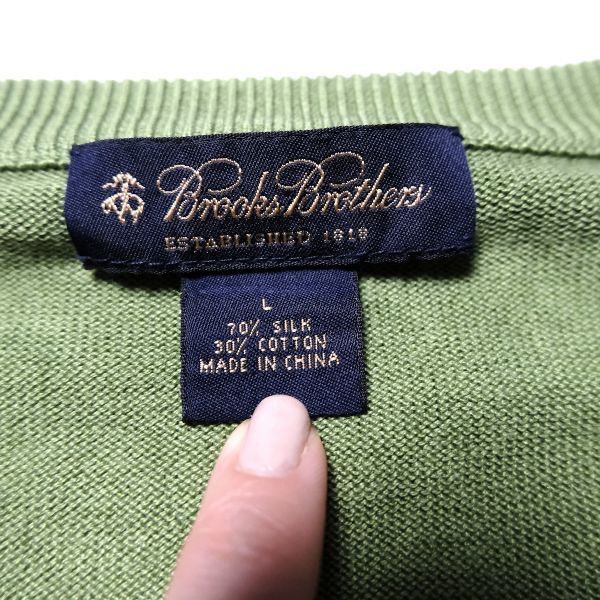 Brooks Brothers
ESTABLISHED 1818
L
70% SILK
30% COTTON
MADE IN CHINA